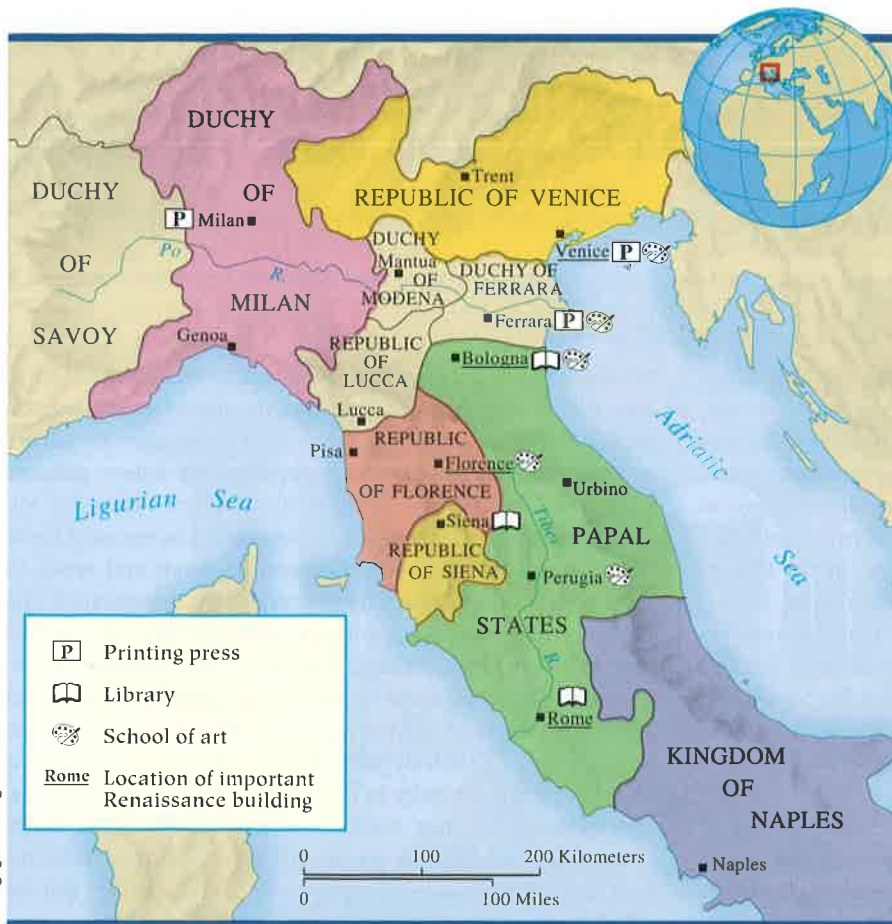 DUCHY
OF
MILAN
DUCHY
OF
SAVOY
P Milan
Po
R.
Genoa
REPUBLIC OF VENICE
Trent
Venice P
DUCHY
Mantua
OF
MODENA
DUCHY OF
FERRARA
Ferrara P
Bologna
REPUBLIC
OF
LUCCA
Lucca
Pisa
REPUBLIC
Florence
OF FLORENCE
Siena
REPUBLIC
OF SIENA
Urbino
Tiber
R.
PAPAL
STATES
Perugia
Rome
Ligurian Sea
Adriatic
Sea
KINGDOM
OF
NAPLES
Naples
P Printing press
Library
School of art
Rome Location of important
Renaissance building
0 100 200 Kilometers
0 100 Miles